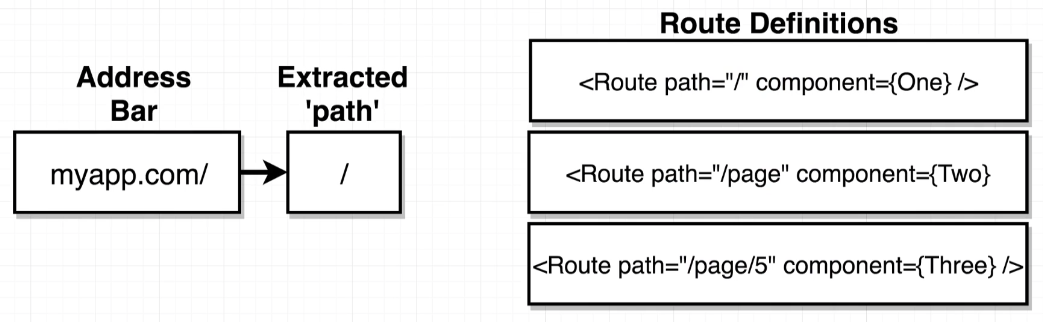 Route Definitions
Address
Bar
Extracted
'path'
myapp.com/
/
<Route path="/" component={One} />
<Route path="/page" component={Two}
<Route path="/page/5" component={Three} />